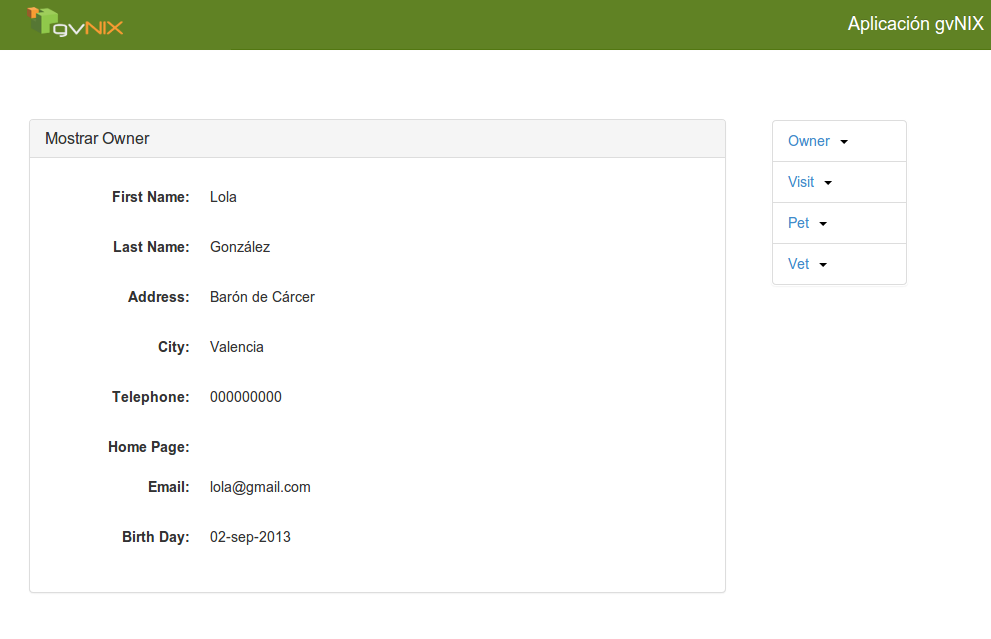 gvNIX
Aplicación gvNIX
Mostrar Owner
First Name: Lola
Last Name: González
Address: Barón de Cárcer
City: Valencia
Telephone: 000000000
Home Page:
Email: lola@gmail.com
Birth Day: 02-sep-2013
Owner
Visit
Pet
Vet